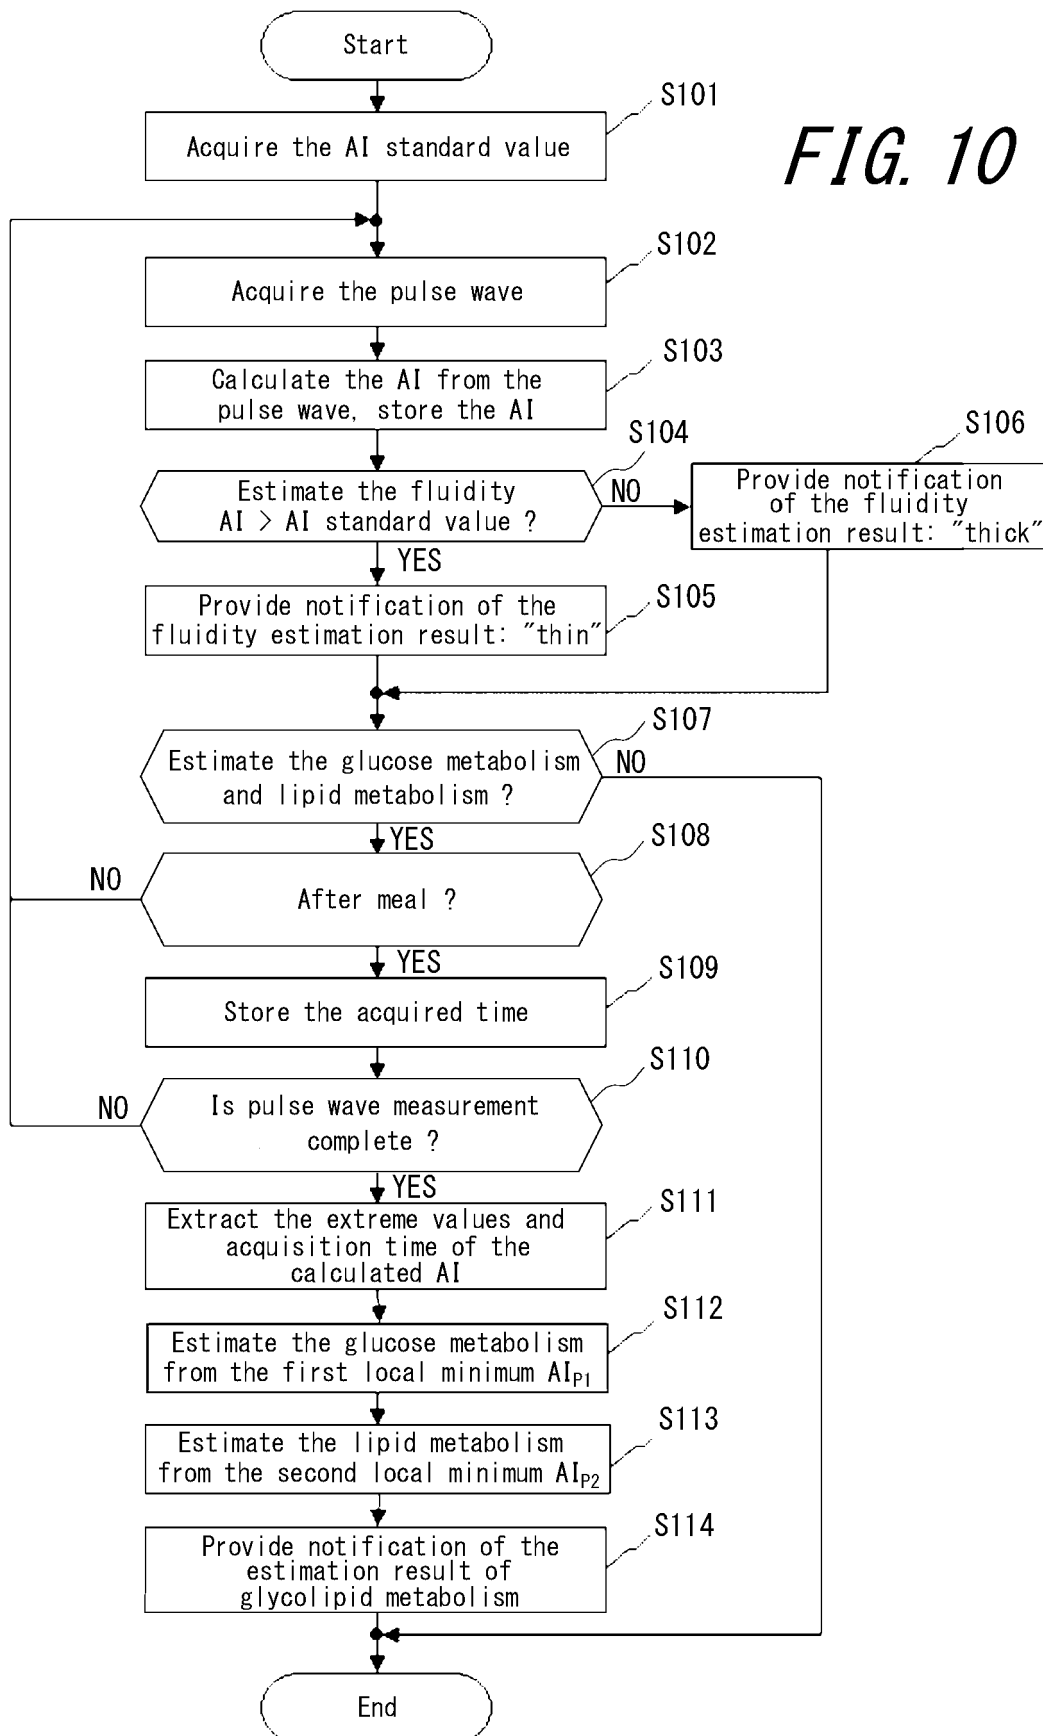 FIG. 10
Start
S101
Acquire the AI standard value
S102
Acquire the pulse wave
S103
Calculate the AI from the
pulse wave, store the AI
S104
Estimate the fluidity
AI > AI standard value ?
NO
S106
Provide notification
of the fluidity
estimation result: "thick"
YES
S105
Provide notification of the
fluidity estimation result: "thin"
S107
Estimate the glucose metabolism
and lipid metabolism ?
NO
YES
S108
After meal ?
NO
YES
S109
Store the acquired time
S110
Is pulse wave measurement
complete ?
NO
YES
S111
Extract the extreme values and
acquisition time of the
calculated AI
S112
Estimate the glucose metabolism
from the first local minimum AIP1
S113
Estimate the lipid metabolism
from the second local minimum AIP2
S114
Provide notification of the
estimation result of
glycolipid metabolism
End